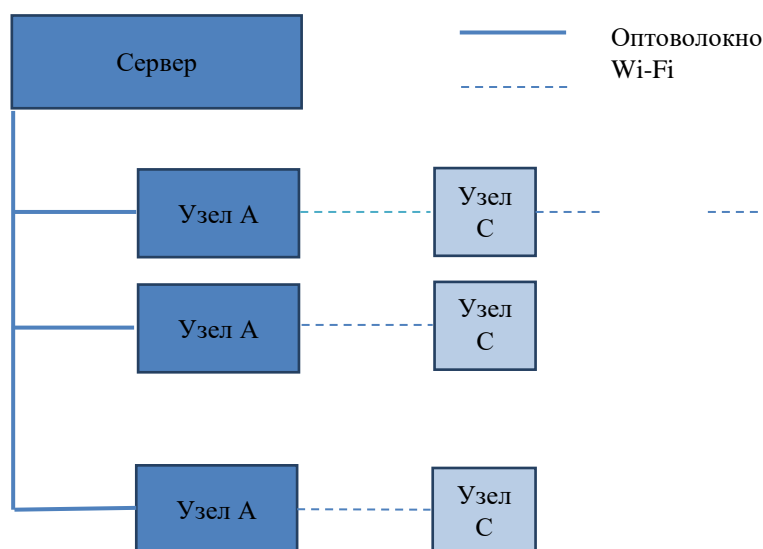 Сервер
Оптоволокно
Wi-Fi
Узел А
Узел
С
Узел А
Узел
С
Узел А
Узел
С